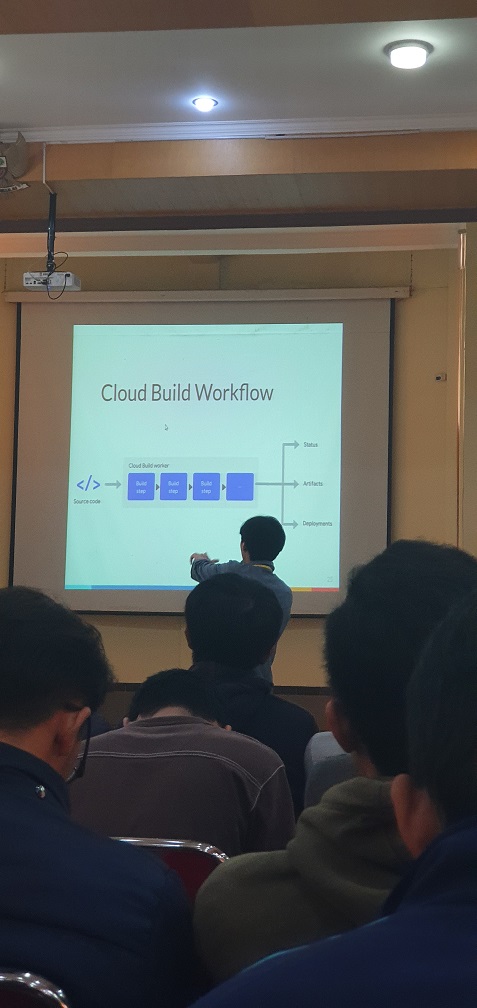 Cloud Build Workflow
Cloud Build worker
</>
Source code
Build
step
Build
step
Build
step
...
Status
Artifacts
Deployments